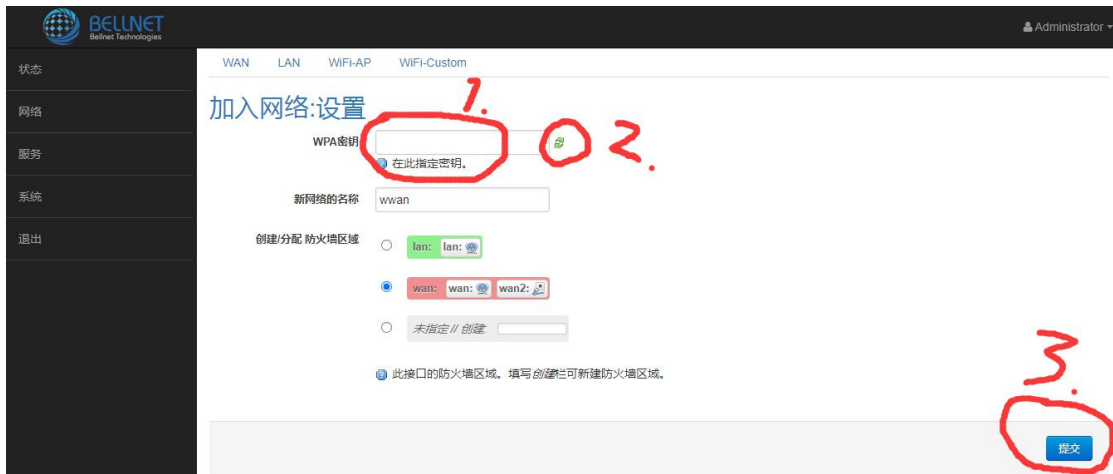 BELLNET
Bellnet Technologies
Administrator
状态
网络
服务
系统
退出
WAN LAN WiFi-AP WiFi-Custom
加入网络:设置
1.
WPA密钥
2.
在此指定密钥。
新网络的名称 wwan
创建/分配 防火墙区域
lan: lan:
wan: wan: wan2:
未指定 // 创建:
此接口的防火墙区域。填写创建栏可新建防火墙区域。
3.
提交